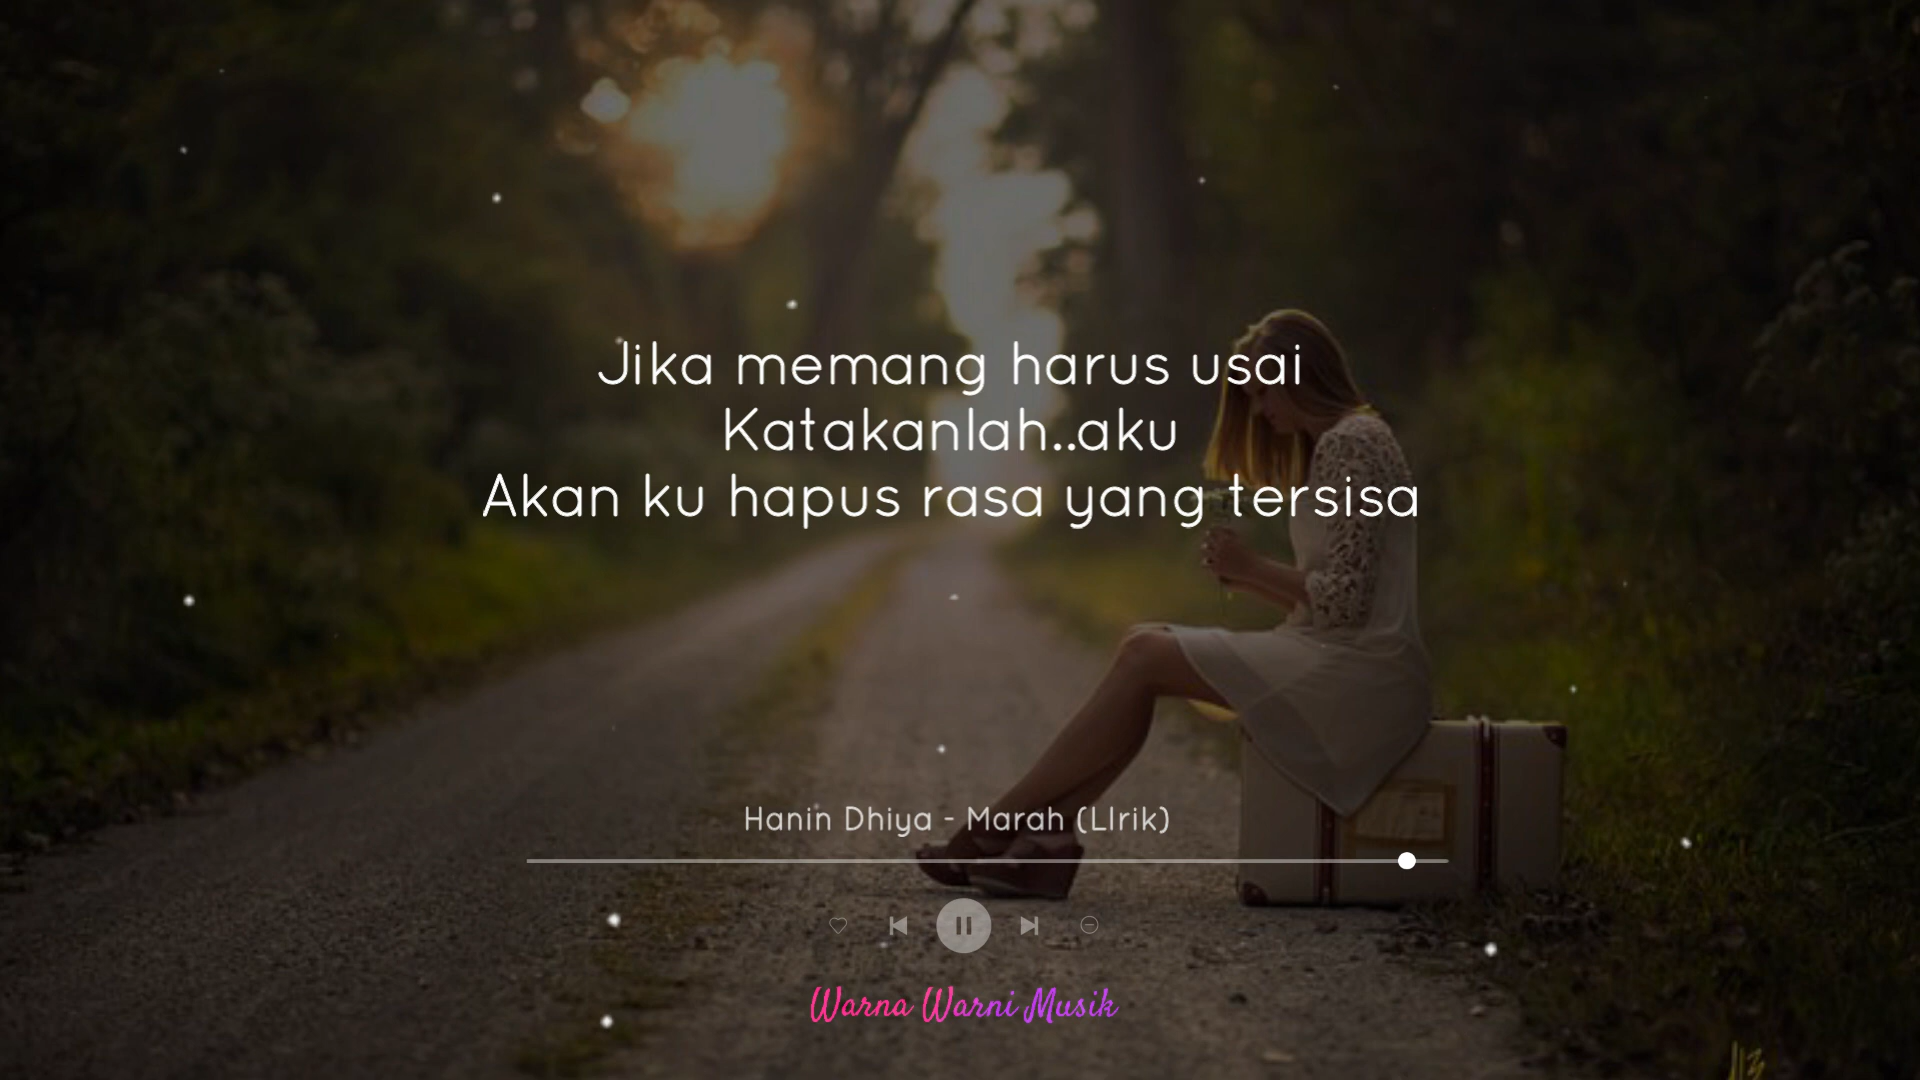 Jika memang harus usai
Katakanlah..aku
Akan ku hapus rasa yang tersisa
Hanin Dhiya - Marah (LIrik)
Warna Warni Musik